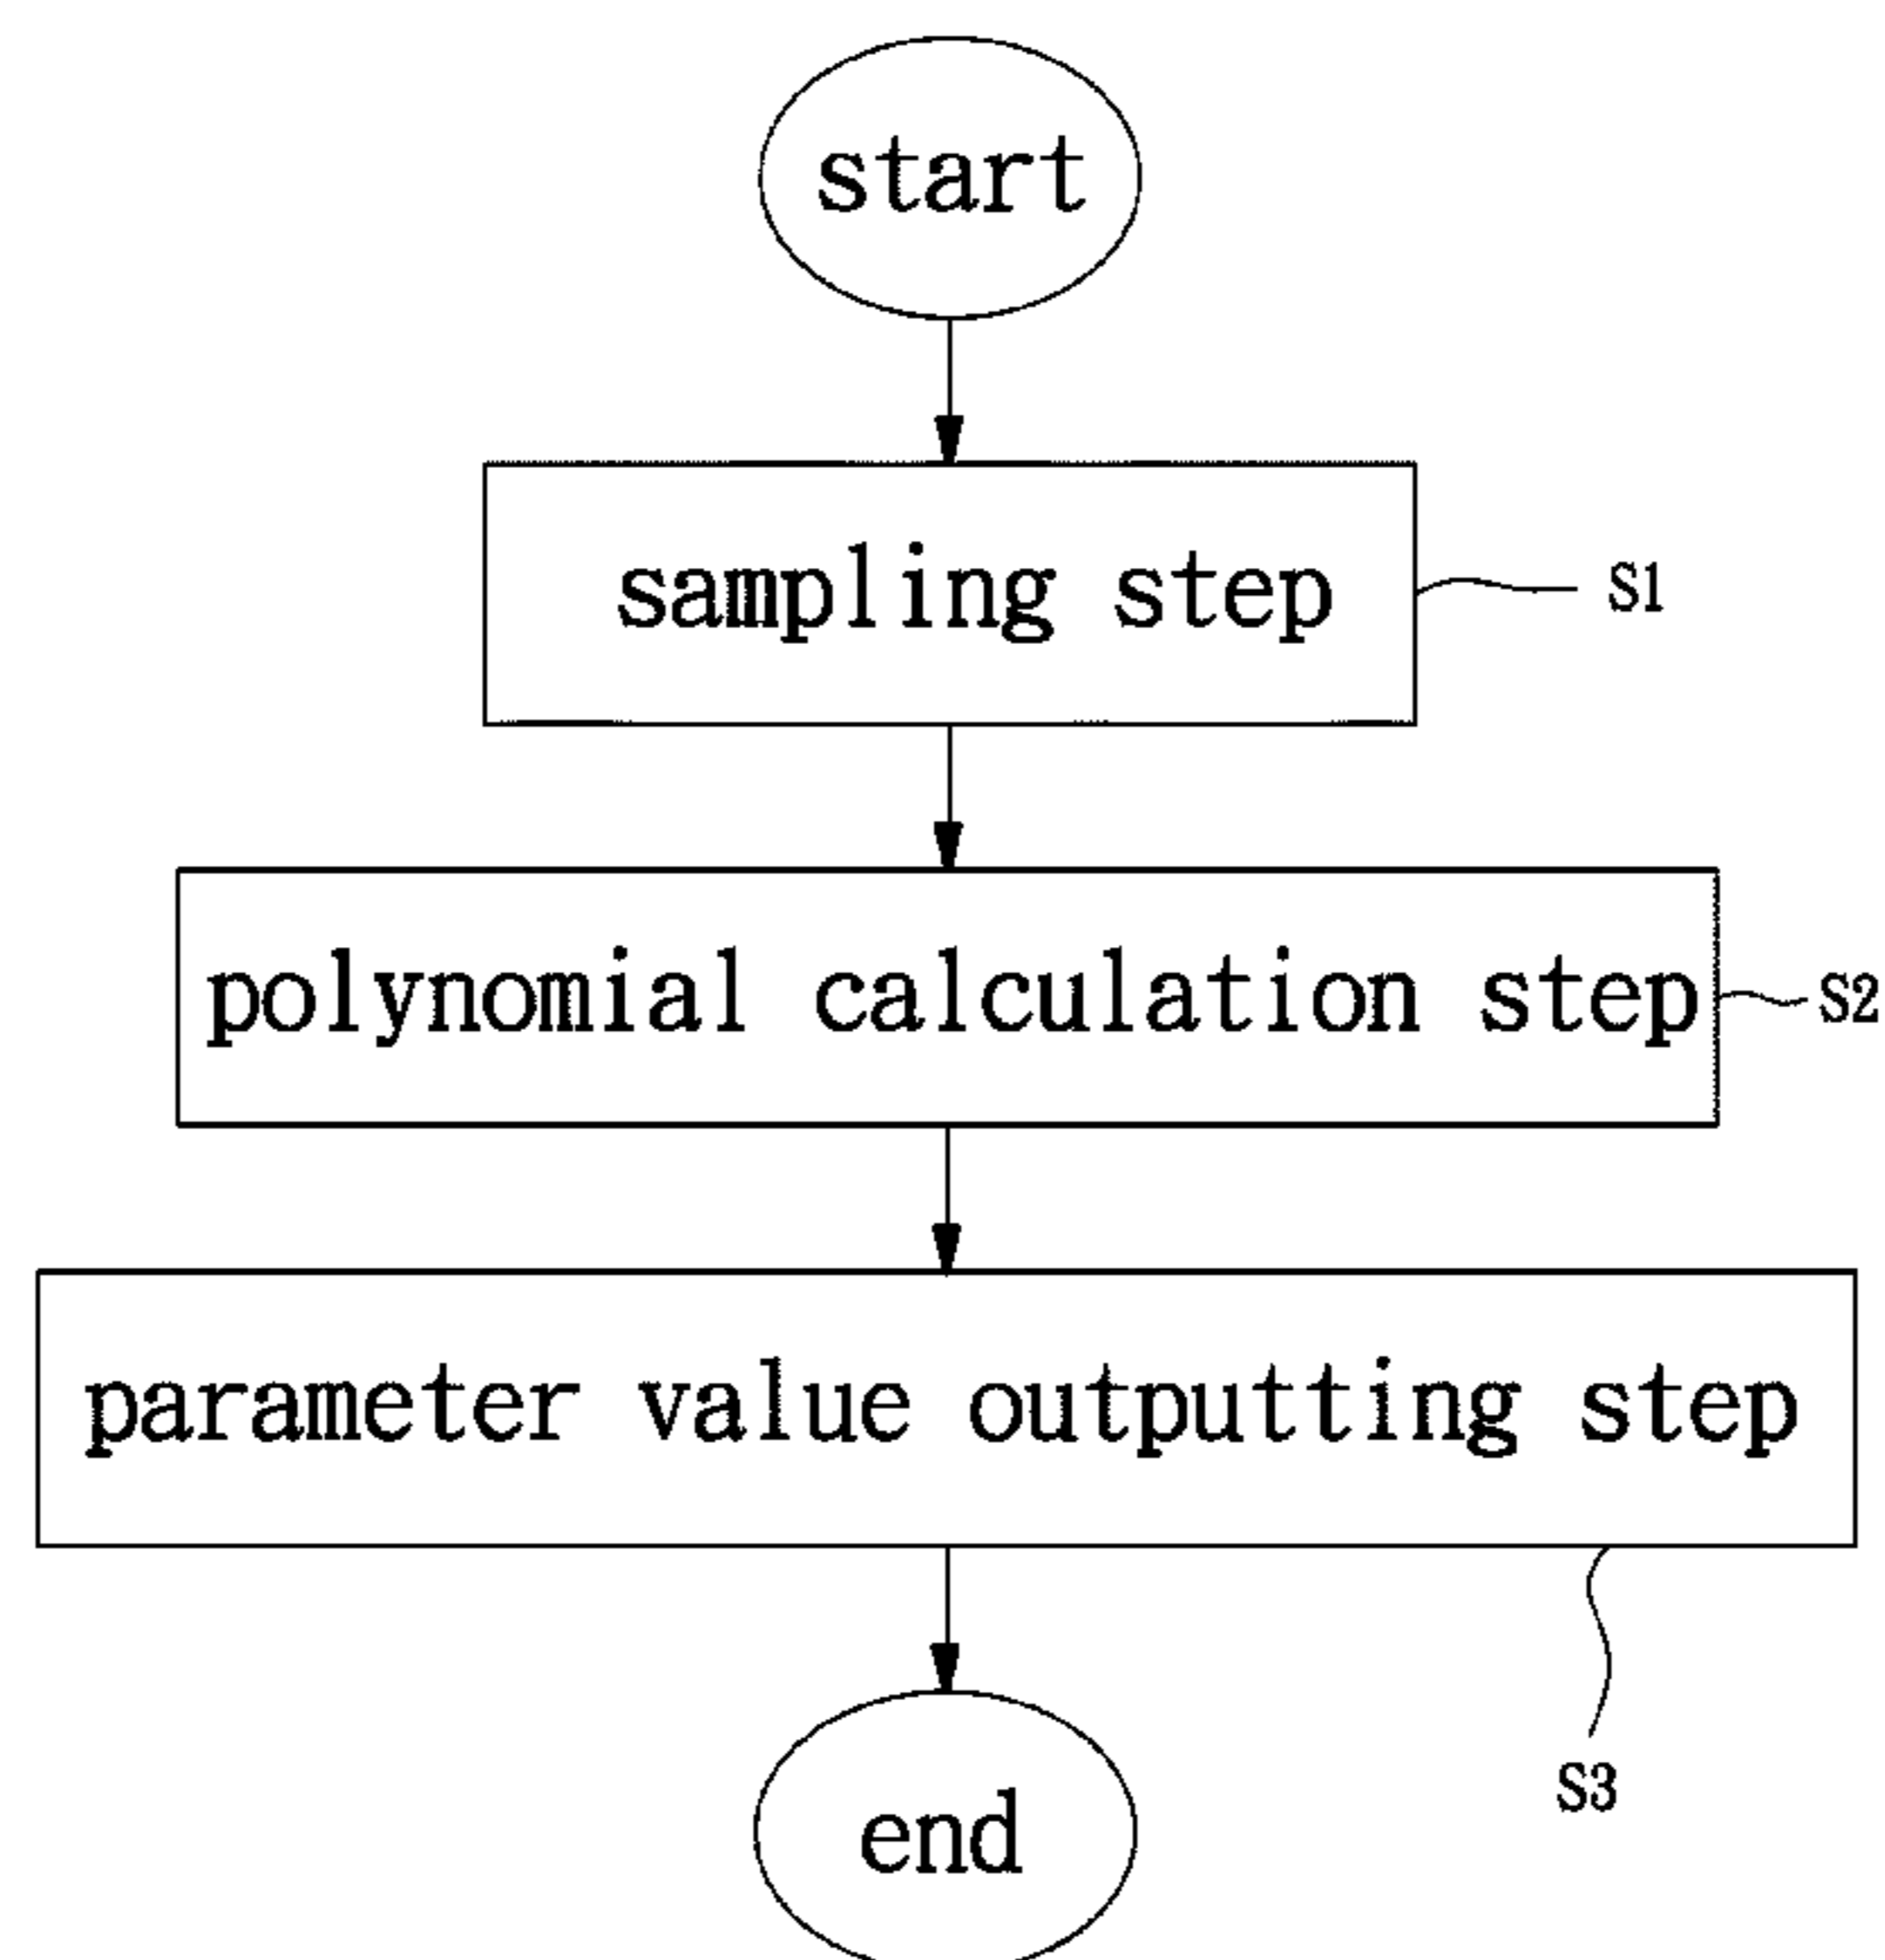 start
sampling step
S1
polynomial calculation step
S2
parameter value outputting step
S3
end